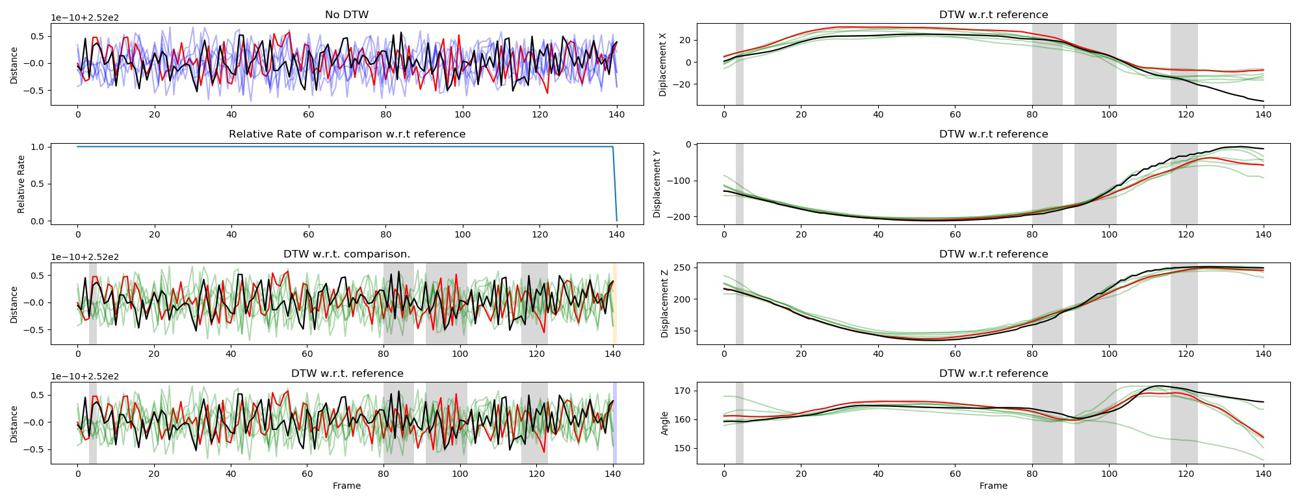 No DTW
1e−10+2.52e2
Distance
0.5
−0.0
−0.5
0 20 40 60 80 100 120 140
Relative Rate of comparison w.r.t reference
Relative Rate
1.0
0.5
0.0
0 20 40 60 80 100 120 140
DTW w.r.t. comparison.
1e−10+2.52e2
Distance
0.5
−0.0
−0.5
0 20 40 60 80 100 120 140
DTW w.r.t. reference
1e−10+2.52e2
Distance
0.5
−0.0
−0.5
0 20 40 60 80 100 120 140
Frame
DTW w.r.t reference
Diplacement X
20
0
−20
0 20 40 60 80 100 120 140
DTW w.r.t reference
Displacement Y
0
−100
−200
0 20 40 60 80 100 120 140
DTW w.r.t reference
Displacement Z
250
200
150
0 20 40 60 80 100 120 140
DTW w.r.t reference
Angle
170
160
150
0 20 40 60 80 100 120 140
Frame